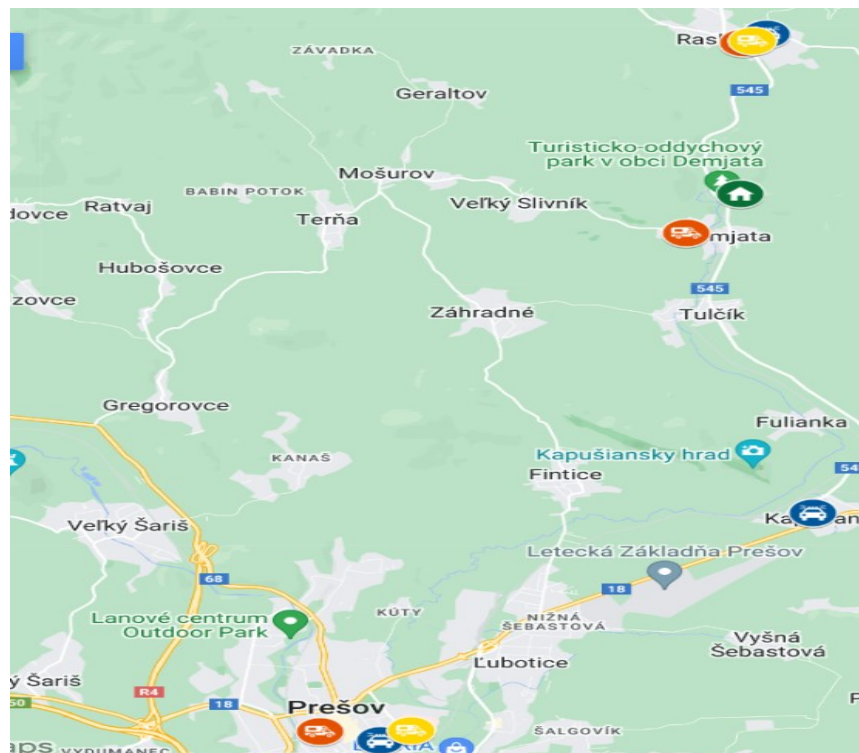 ZÁVADKA
545
Geraltov
Turisticko-oddychový
park v obci Demjata
Mošurov
BABIN POTOK
Veľký Slivník
Ratvaj
Terňa
Hubošovce
545
Záhradné
Tulčík
Gregorovce
Fulianka
KANAŠ
Kapušiansky hrad
Fintice
Veľký Šariš
Letecká Základňa Prešov
68
18
Lanové centrum
Outdoor Park
KÚTY
NIŽNÁ
ŠEBASTOVÁ
Vyšná
Šebastová
Ľubotice
Šariš
R4
18
Prešov
ŠALGOVÍK
VYDUMANEC